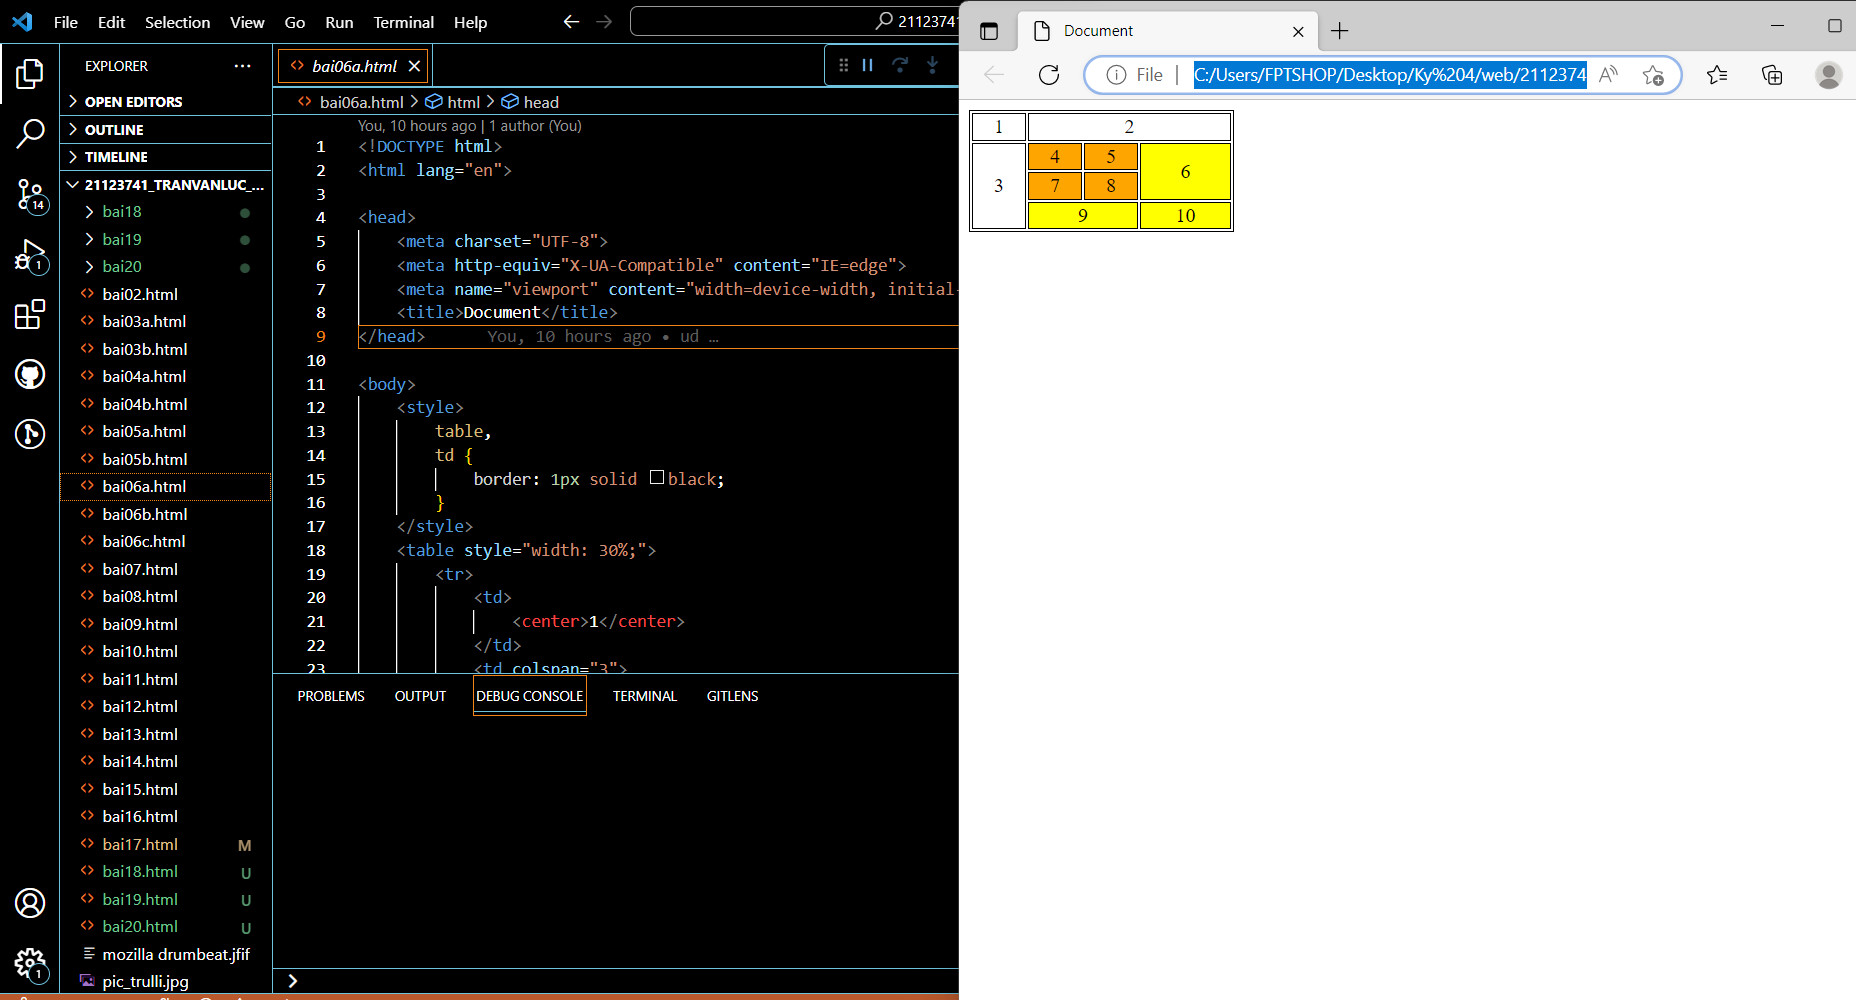 File Edit Selection View Go Run Terminal Help
21123741
EXPLORER
OPEN EDITORS
OUTLINE
TIMELINE
21123741_TRANVANLUC_...
bai18
bai19
bai20
bai02.html
bai03a.html
bai03b.html
bai04a.html
bai04b.html
bai05a.html
bai05b.html
bai06a.html
bai06b.html
bai06c.html
bai07.html
bai08.html
bai09.html
bai10.html
bai11.html
bai12.html
bai13.html
bai14.html
bai15.html
bai16.html
bai17.html M
bai18.html U
bai19.html U
bai20.html U
mozilla drumbeat.jfif
pic_trulli.jpg
14
1
1
bai06a.html
bai06a.html > html > head
You, 10 hours ago | 1 author (You)
1 <!DOCTYPE html>
2 <html lang="en">
3
4 <head>
5 <meta charset="UTF-8">
6 <meta http-equiv="X-UA-Compatible" content="IE=edge">
7 <meta name="viewport" content="width=device-width, initial-
8 <title>Document</title>
9 </head> You, 10 hours ago • ud …
10
11 <body>
12 <style>
13 table,
14 td {
15 border: 1px solid black;
16 }
17 </style>
18 <table style="width: 30%;">
19 <tr>
20 <td>
21 <center>1</center>
22 </td>
23 <td colspan="3">
PROBLEMS OUTPUT DEBUG CONSOLE TERMINAL GITLENS
Document
File | C:/Users/FPTSHOP/Desktop/Ky%204/web/2112374
1 2
3 4 5 6
7 8
9 10